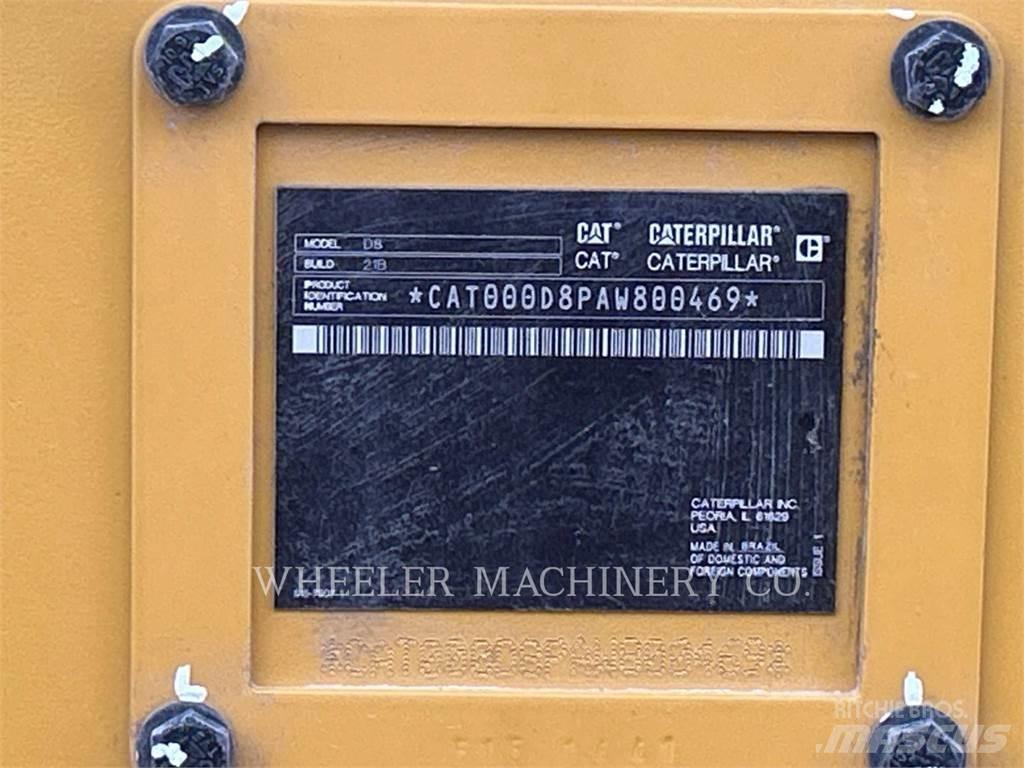 MODEL D8
BUILD 21B
CAT® CATERPILLAR®
CAT® CATERPILLAR®
PRODUCT
IDENTIFICATION
NUMBER
*CAT000D8PAW800469*
CATERPILLAR INC.
PEORIA, IL 61629
USA
MADE IN BRAZIL
OF DOMESTIC AND
FOREIGN COMPONENTS
ISSUE 1
WHEELER MACHINERY CO.
RITCHIE BROS.
MASCUS